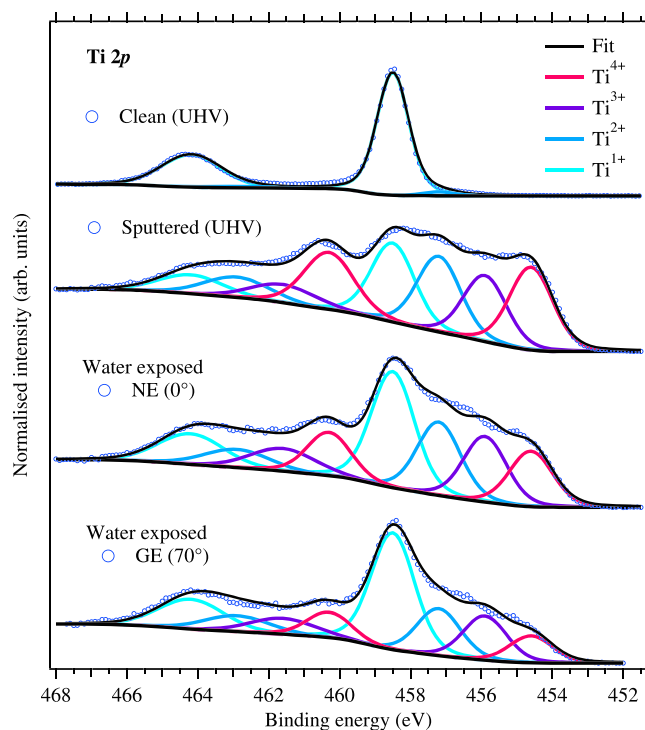 Ti 2p
Fit
Ti4+
Ti3+
Ti2+
Ti1+
Clean (UHV)
Sputtered (UHV)
Water exposed
NE (0°)
Water exposed
GE (70°)
Normalised intensity (arb. units)
468 466 464 462 460 458 456 454 452
Binding energy (eV)